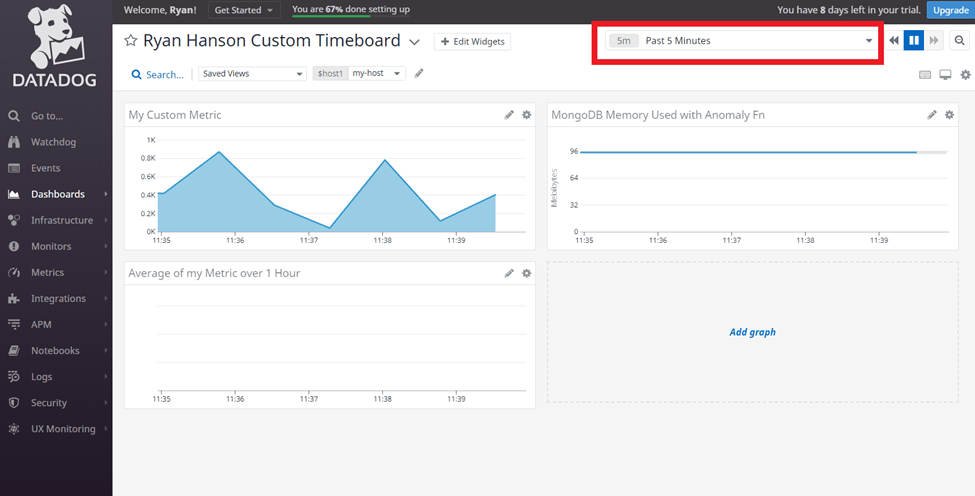 Welcome, Ryan! Get Started You are 67% done setting up You have 8 days left in your trial. Upgrade
DATADOG
Go to...
Watchdog
Events
Dashboards
Infrastructure
Monitors
Metrics
Integrations
APM
Notebooks
Logs
Security
UX Monitoring
Ryan Hanson Custom Timeboard + Edit Widgets 5m Past 5 Minutes
Search... Saved Views $host1 my-host
My Custom Metric
1K
0.8K
0.6K
0.4K
0.2K
0K
11:35 11:36 11:37 11:38 11:39
MongoDB Memory Used with Anomaly Fn
Mebibytes
96
64
32
0
11:35 11:36 11:37 11:38 11:39
Average of my Metric over 1 Hour
11:35 11:36 11:37 11:38 11:39
Add graph